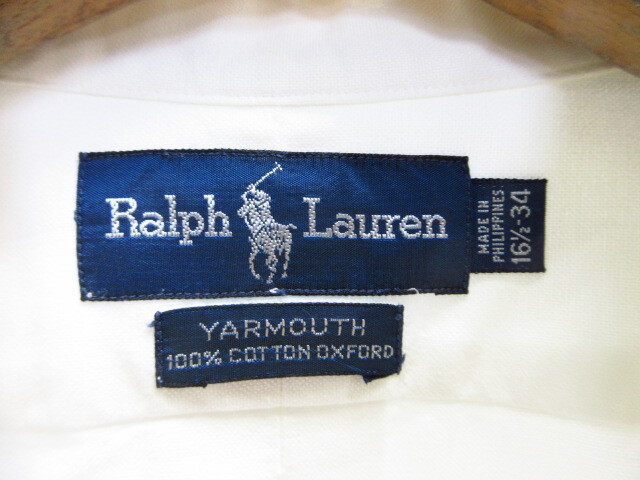 Ralph Lauren
MADE IN
PHILIPPINES
16½-34
YARMOUTH
100% COTTON OXFORD